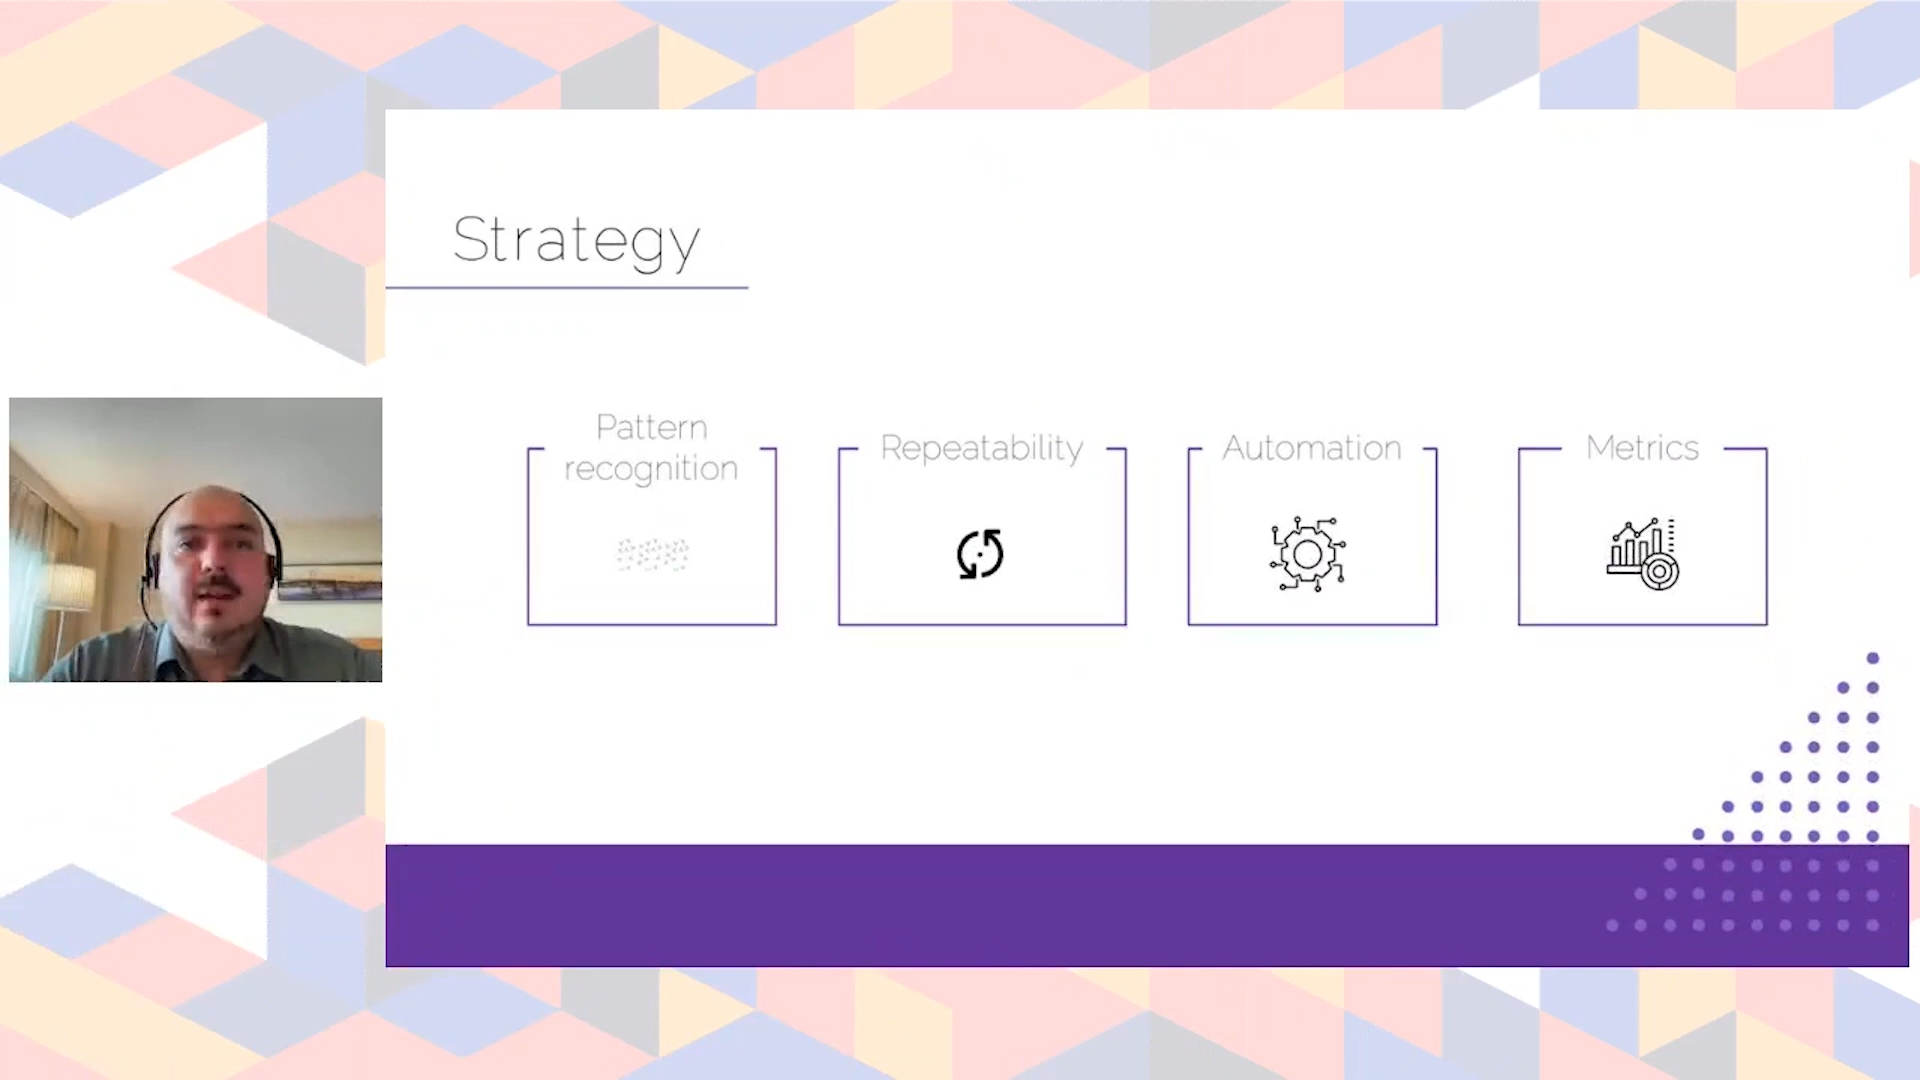 Strategy
Pattern
recognition
Repeatability
Automation
Metrics